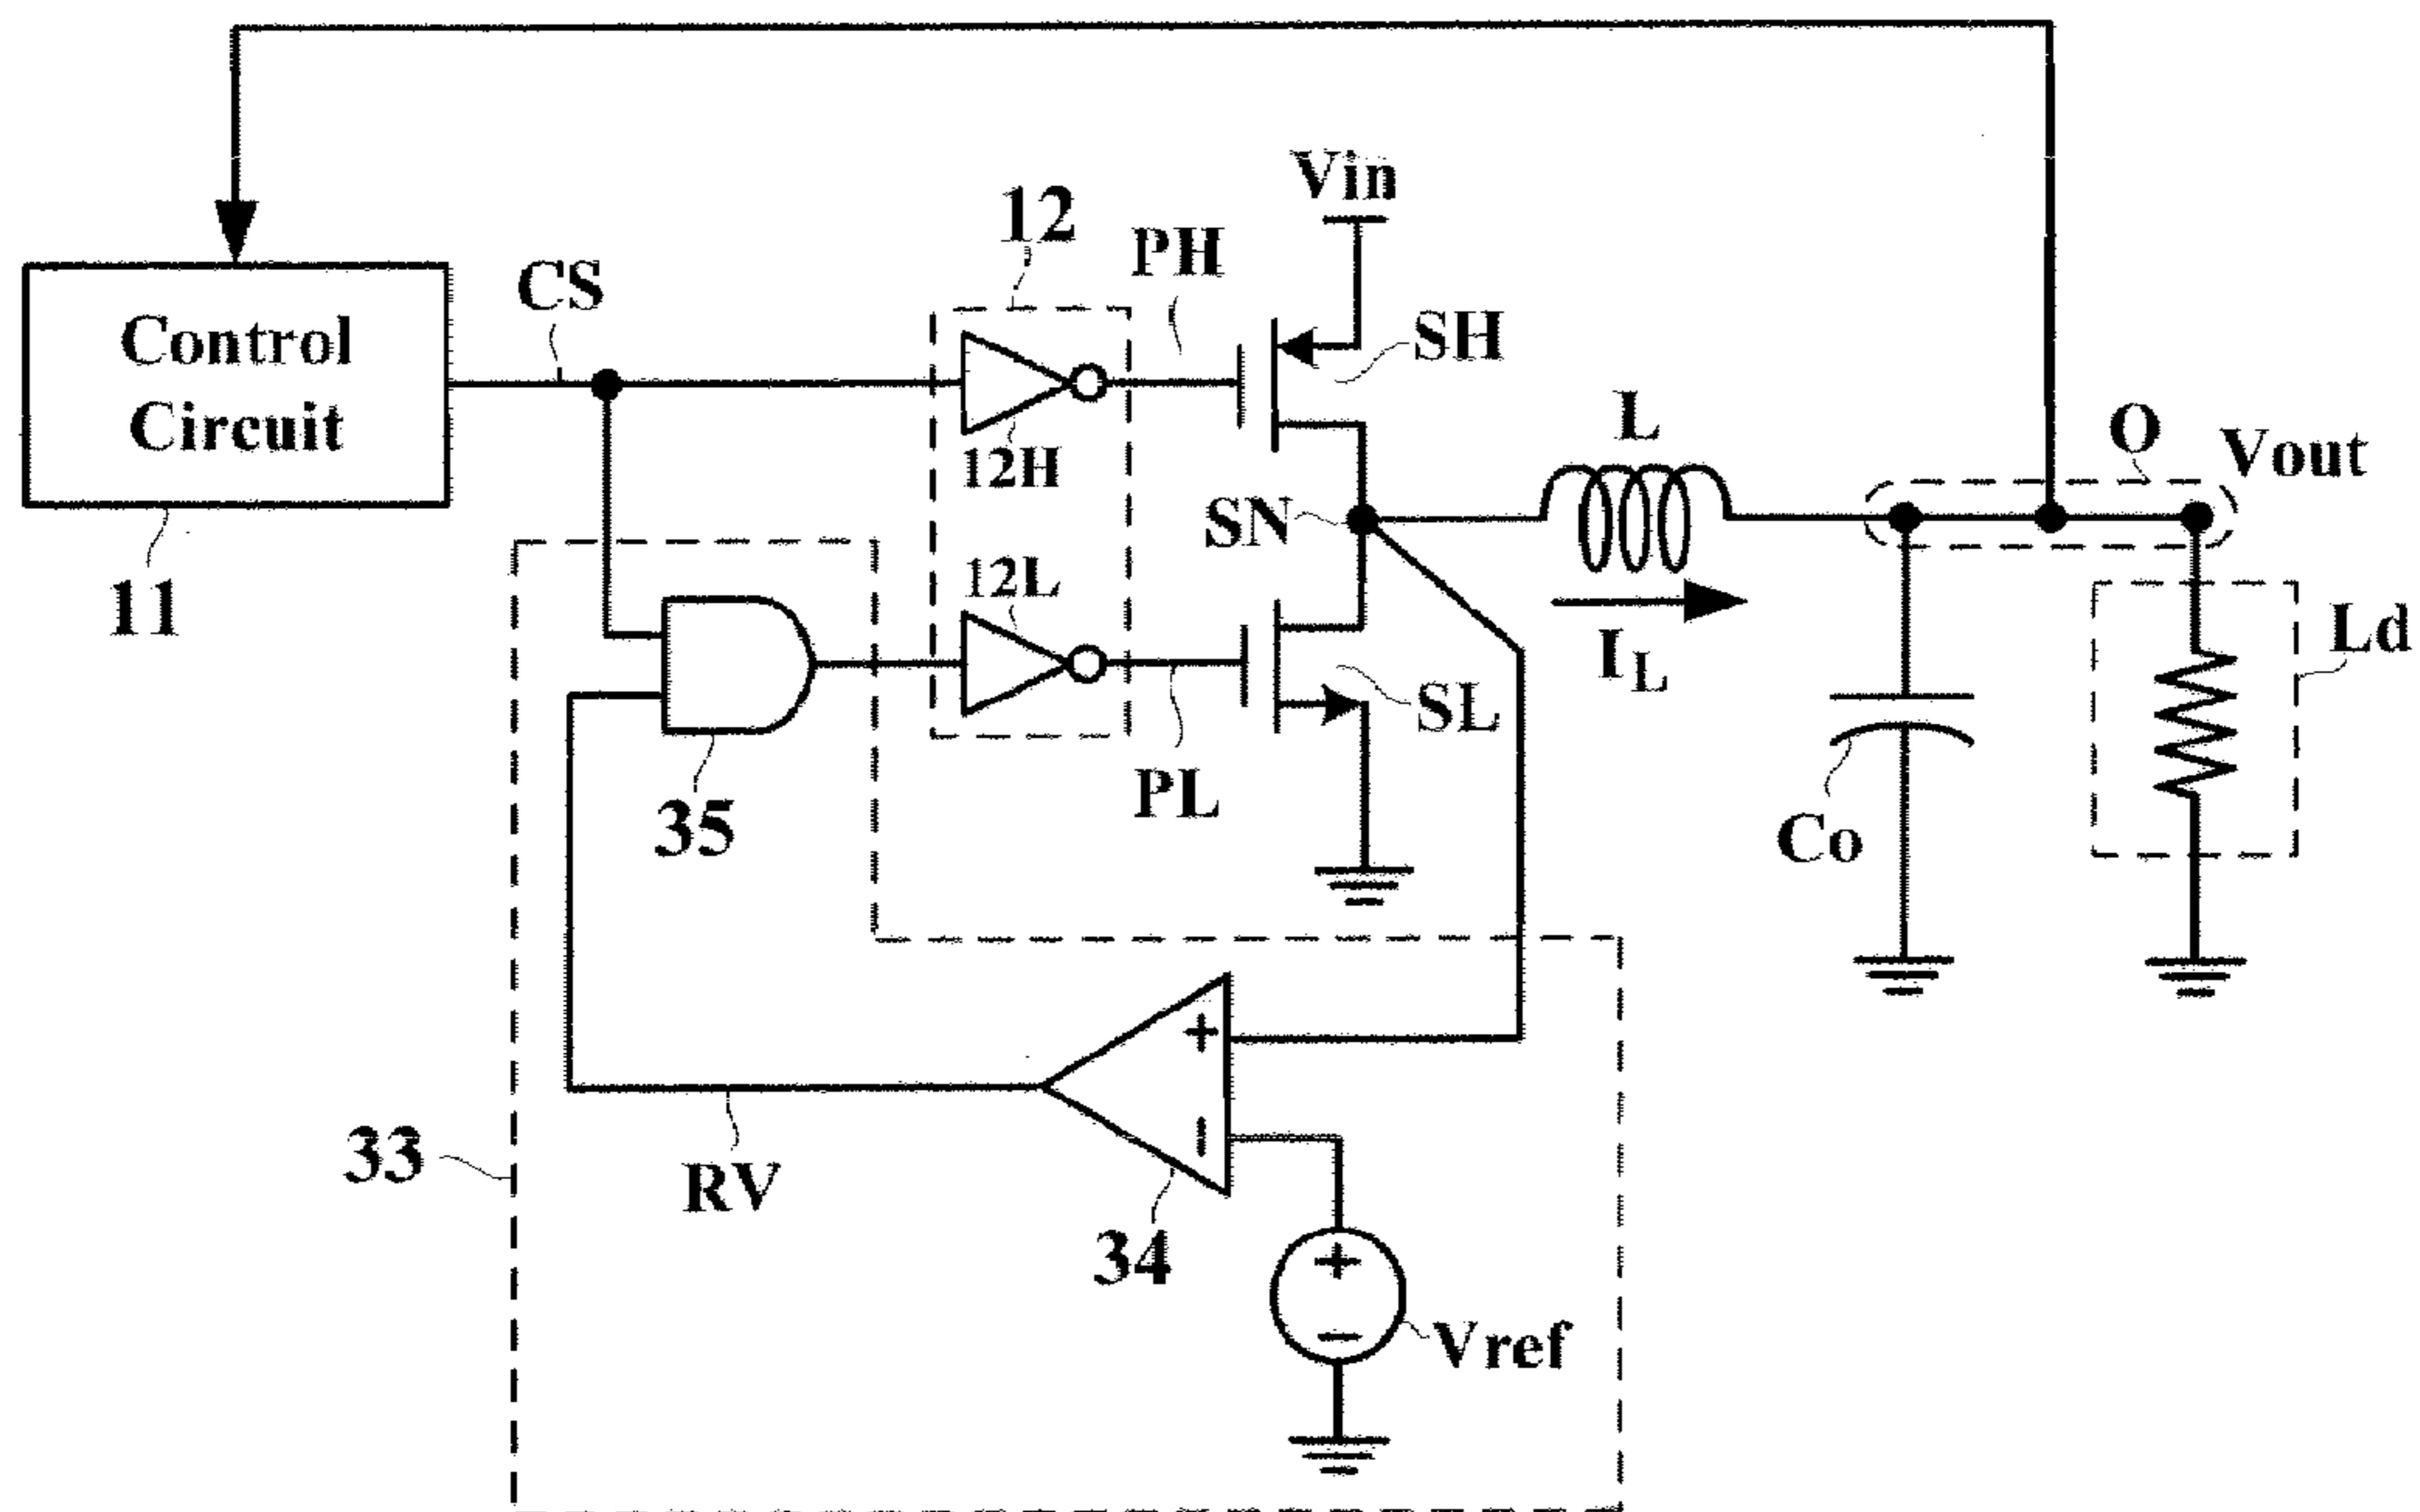 Vin
12
PH
CS
SH
Control
Circuit
L
O
Vout
12H
SN
12L
11
Ld
I_L
SL
PL
35
Co
+
33
RV
−
34
+
−
Vref